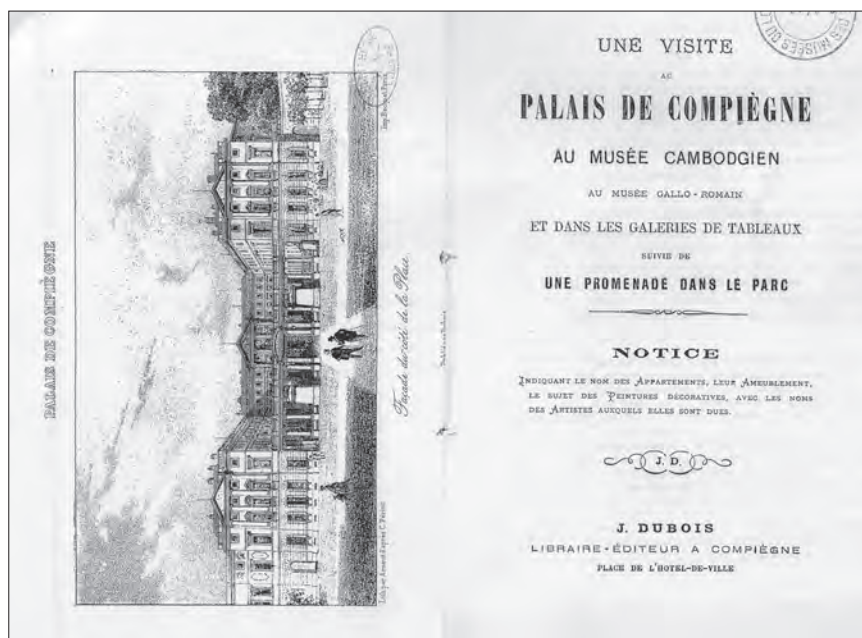 PALAIS DE COMPIÈGNE
Façade du côté de la Place
UNE VISITE
AU
PALAIS DE COMPIÈGNE
AU MUSÉE CAMBODGIEN
AU MUSÉE GALLO-ROMAIN
ET DANS LES GALERIES DE TABLEAUX
SUIVIE DE
UNE PROMENADE DANS LE PARC
NOTICE
INDIQUANT LE NOM DES APPARTEMENTS, LEUR AMEUBLEMENT,
LE SUJET DES PEINTURES DÉCORATIVES, AVEC LES NOMS
DES ARTISTES AUXQUELS ELLES SONT DUES.
J. D.
J. DUBOIS
LIBRAIRE-ÉDITEUR A COMPIÈGNE
PLACE DE L'HOTEL-DE-VILLE